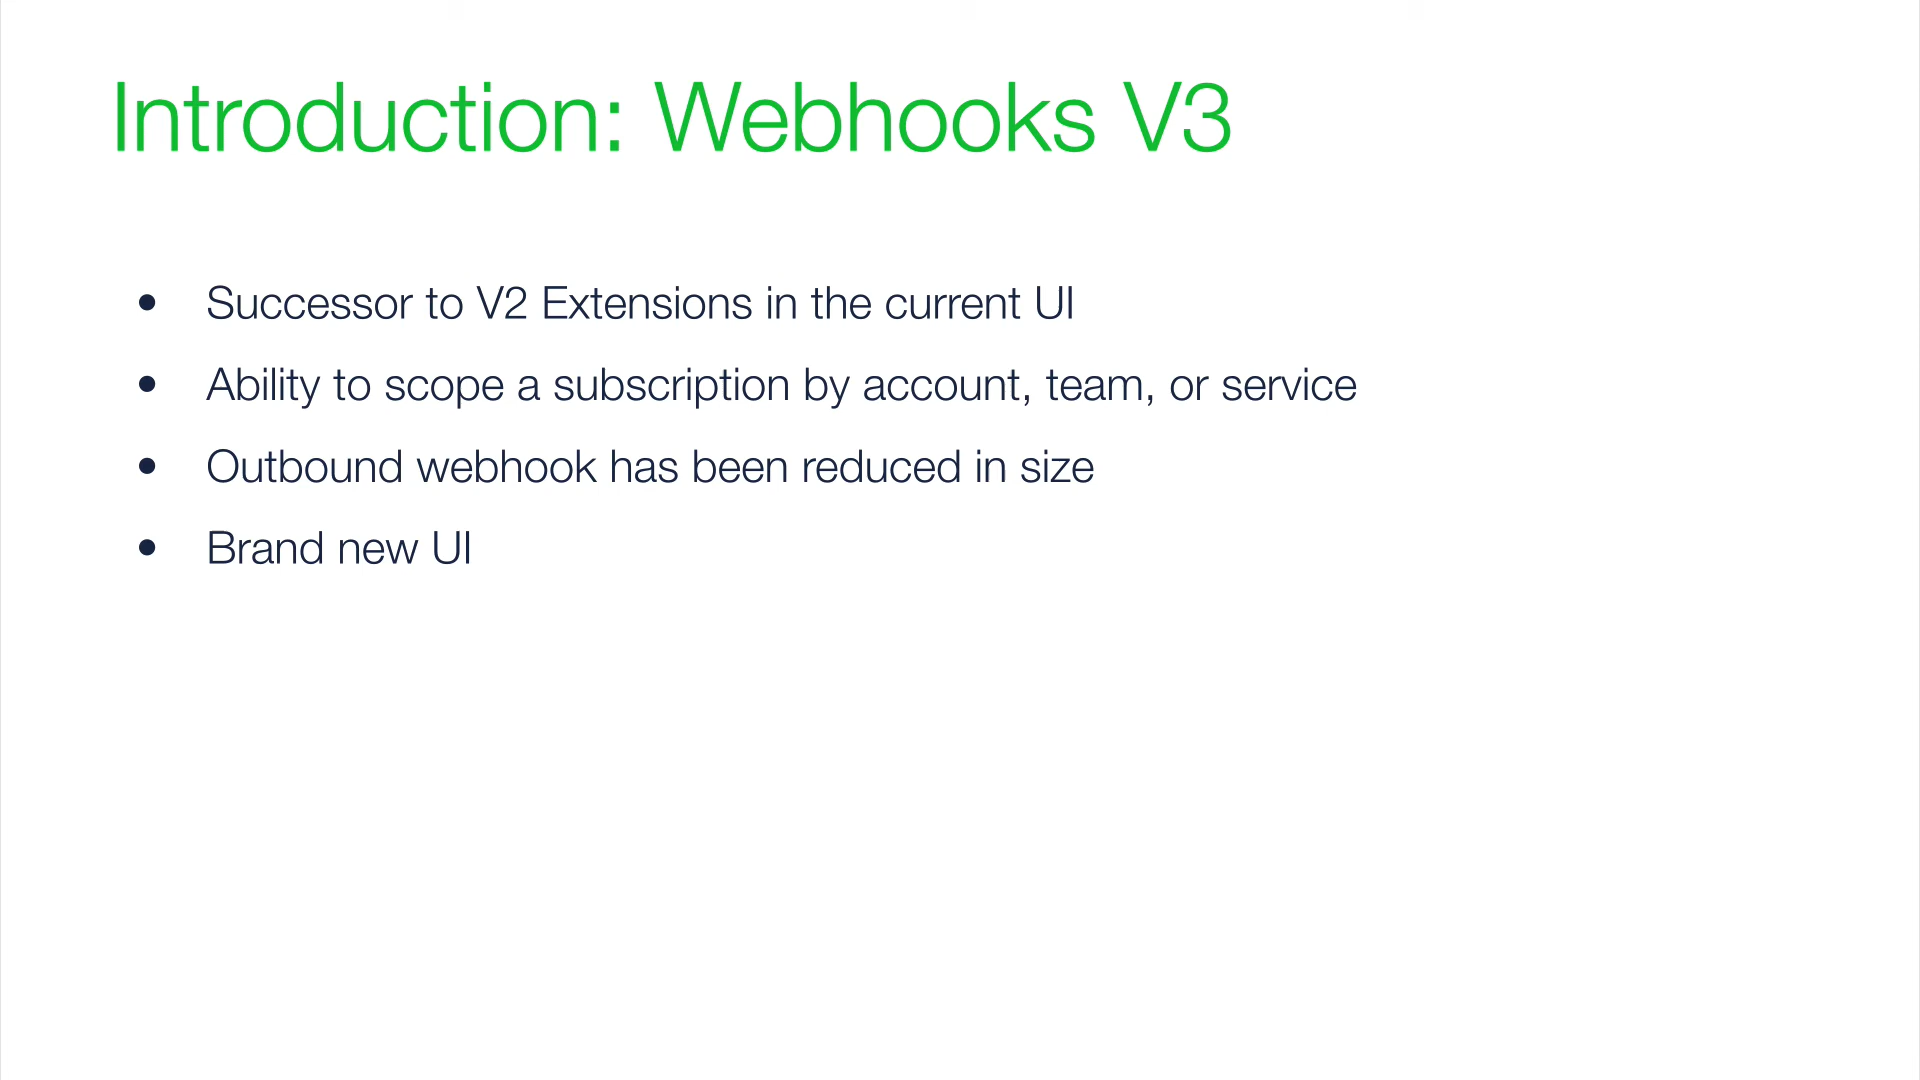 Introduction: Webhooks V3
• Successor to V2 Extensions in the current UI
• Ability to scope a subscription by account, team, or service
• Outbound webhook has been reduced in size
• Brand new UI